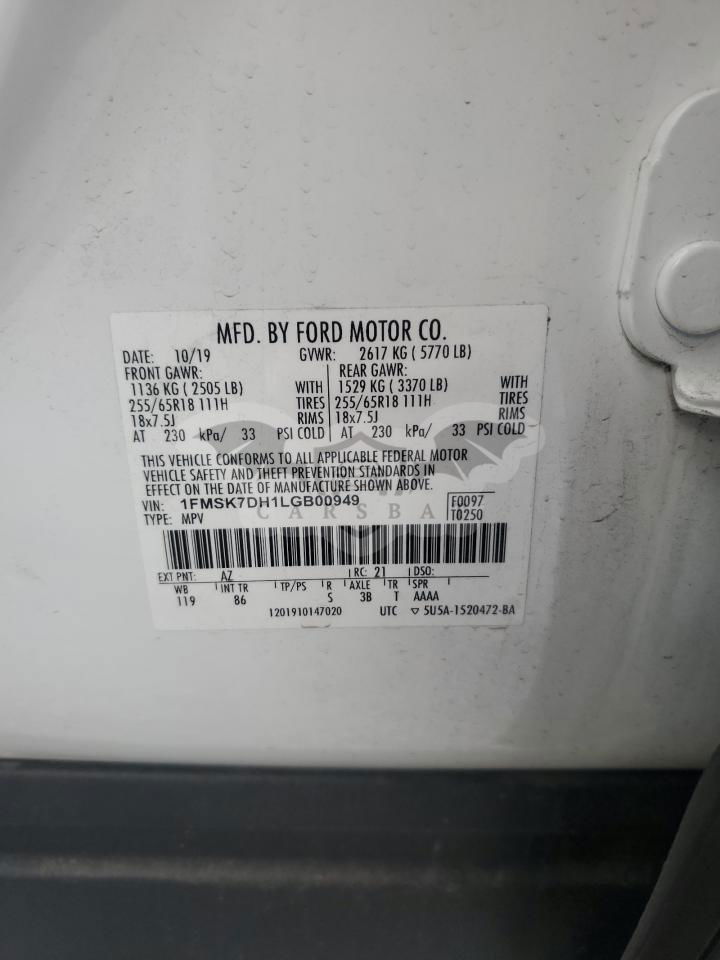 MFD. BY FORD MOTOR CO.
DATE: 10/19 GVWR: 2617 KG ( 5770 LB)
FRONT GAWR: REAR GAWR:
1136 KG ( 2505 LB) WITH 1529 KG ( 3370 LB) WITH
255/65R18 111H TIRES 255/65R18 111H TIRES
18x7.5J RIMS 18x7.5J RIMS
AT 230 kPa/ 33 PSI COLD AT 230 kPa/ 33 PSI COLD
THIS VEHICLE CONFORMS TO ALL APPLICABLE FEDERAL MOTOR
VEHICLE SAFETY AND THEFT PREVENTION STANDARDS IN
EFFECT ON THE DATE OF MANUFACTURE SHOWN ABOVE.
VIN: 1FMSK7DH1LGB00949 F0097
TYPE: MPV T0250
CARSBA
EXT PNT: AZ RC: 21 DSO:
WB INT TR TP/PS R AXLE TR SPR
119 86 S 3B T AAAA
1201910147020 UTC ▽ 5U5A-1520472-BA